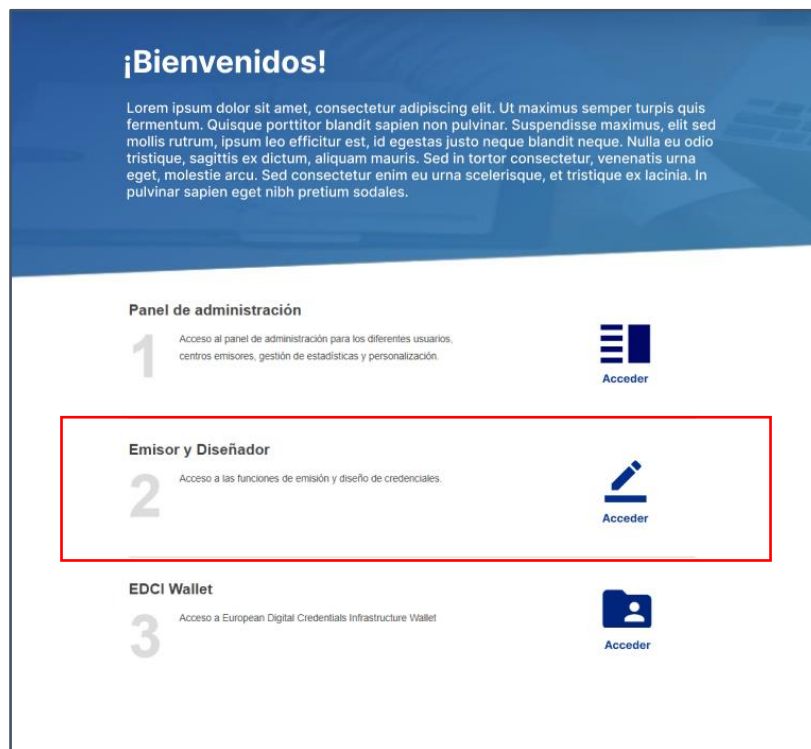 ¡Bienvenidos!
Lorem ipsum dolor sit amet, consectetur adipiscing elit. Ut maximus semper turpis quis
fermentum. Quisque porttitor blandit sapien non pulvinar. Suspendisse maximus, elit sed
mollis rutrum, ipsum leo efficitur est, id egestas justo neque blandit neque. Nulla eu odio
tristique, sagittis ex dictum, aliquam mauris. Sed in tortor consectetur, venenatis urna
eget, molestie arcu. Sed consectetur enim eu urna scelerisque, et tristique ex lacinia. In
pulvinar sapien eget nibh pretium sodales.
Panel de administración
1
Acceso al panel de administración para los diferentes usuarios,
centros emisores, gestión de estadísticas y personalización.
Acceder
Emisor y Diseñador
2
Acceso a las funciones de emisión y diseño de credenciales.
Acceder
EDCI Wallet
3
Acceso a European Digital Credentials Infrastructure Wallet
Acceder